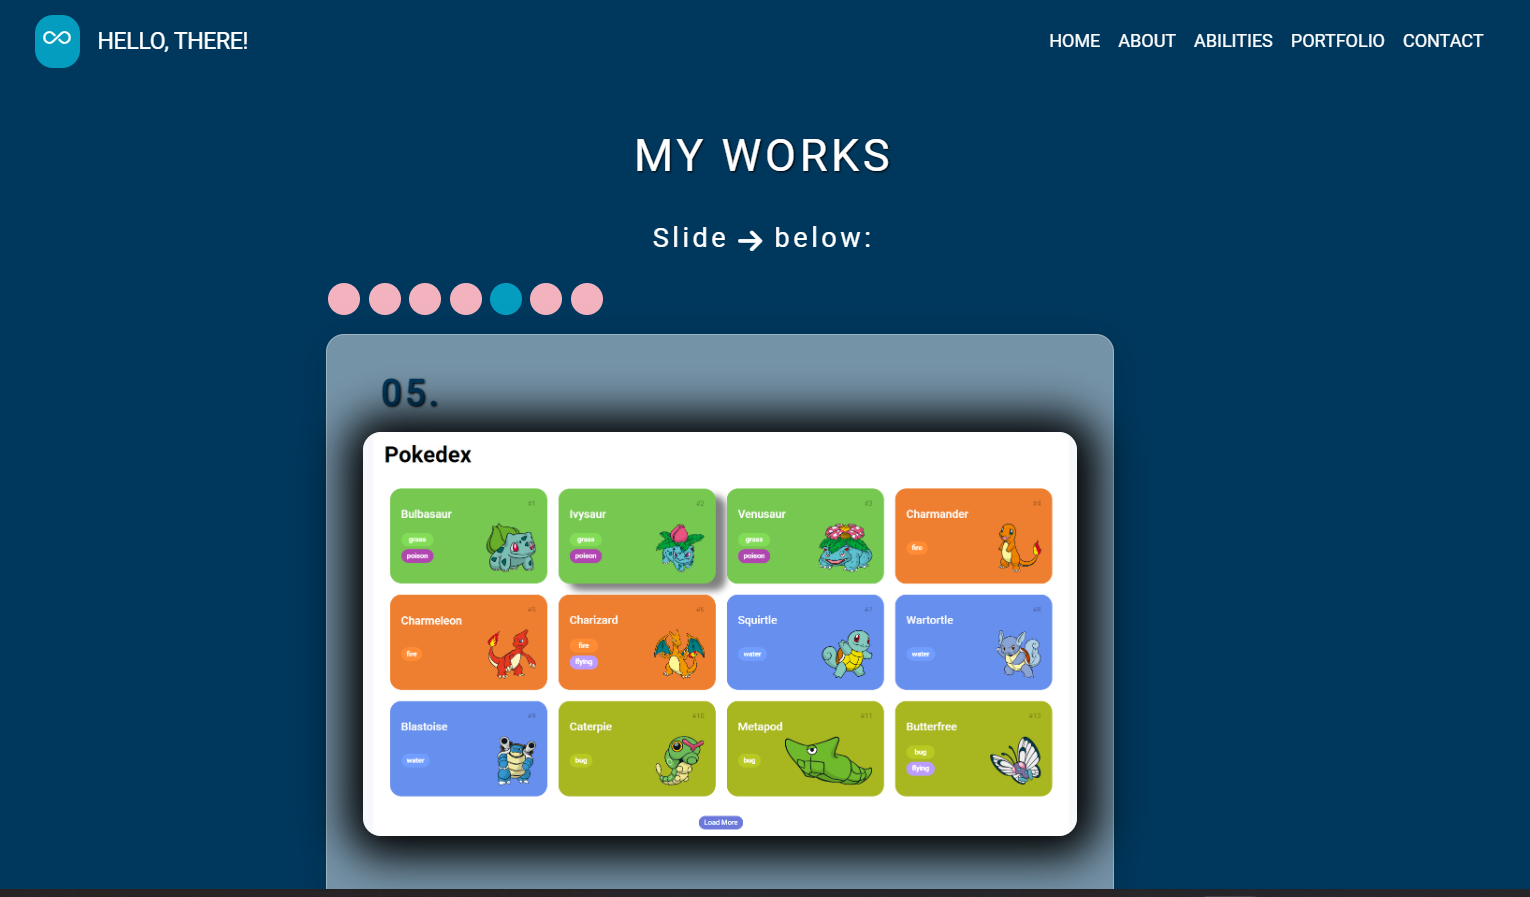 HELLO, THERE!
HOME ABOUT ABILITIES PORTFOLIO CONTACT
MY WORKS
Slide → below:
05.
Pokedex
#1 #2 #3 #4
Bulbasaur Ivysaur Venusaur Charmander
grass grass grass fire
poison poison poison
#5 #6 #7 #8
Charmeleon Charizard Squirtle Wartortle
fire fire water water
flying
#9 #10 #11 #12
Blastoise Caterpie Metapod Butterfree
water bug bug bug
flying
Load More